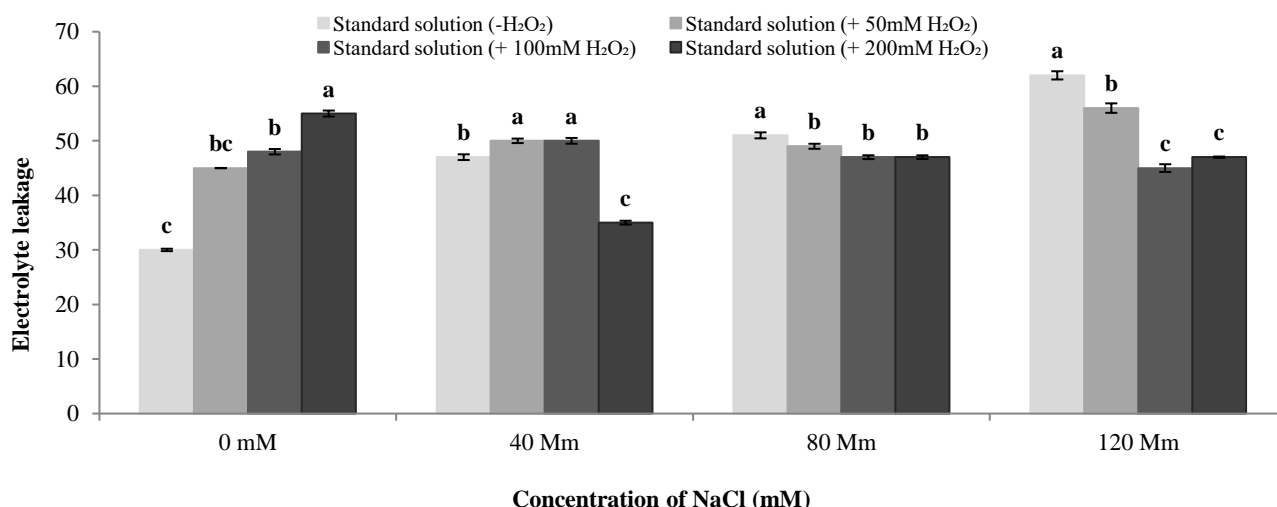 Standard solution (-H₂O₂) Standard solution (+ 50mM H₂O₂)
Standard solution (+ 100mM H₂O₂) Standard solution (+ 200mM H₂O₂)
70
60
50
40
30
20
10
0
Electrolyte leakage
c bc b a
b a a c
a b b b
a b c c
0 mM 40 Mm 80 Mm 120 Mm
Concentration of NaCl (mM)